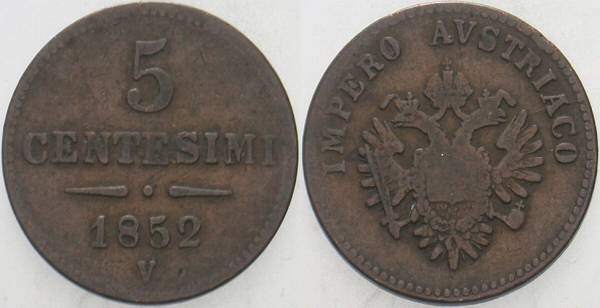 5
CENTESIMI
1852
V
IMPERO AVSTRIACO